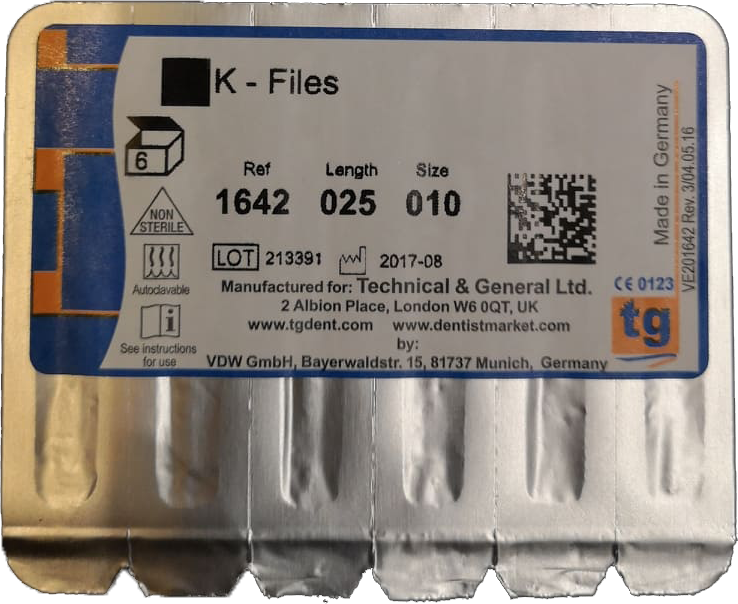 K - Files
6
Ref Length Size
1642 025 010
NON
STERILE
LOT 213391 2017-08
Autoclavable
Manufactured for: Technical & General Ltd.
2 Albion Place, London W6 0QT, UK
www.tgdent.com www.dentistmarket.com
by:
VDW GmbH, Bayerwaldstr. 15, 81737 Munich, Germany
i
See instructions
for use
Made in Germany
VE201642 Rev. 3/04.05.16
CE 0123
tg